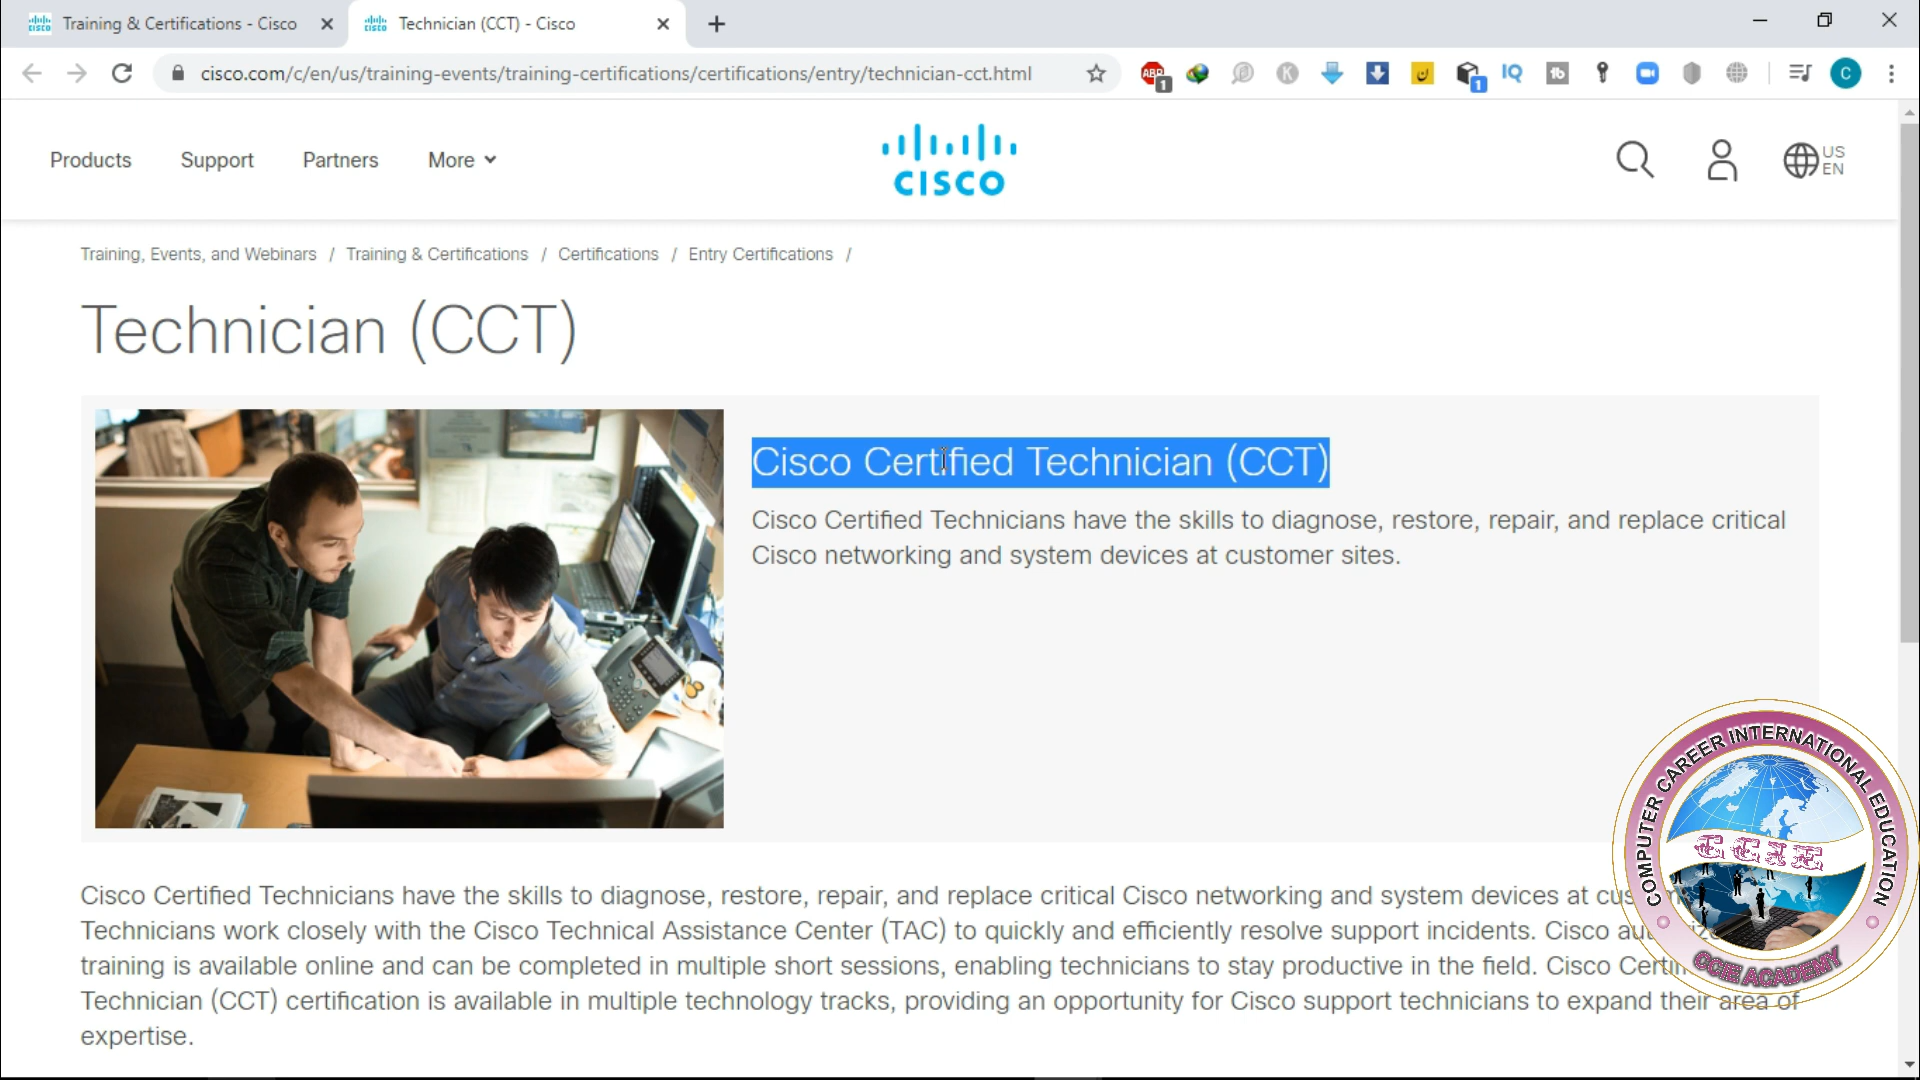 Training & Certifications - Cisco
Technician (CCT) - Cisco
cisco.com/c/en/us/training-events/training-certifications/certifications/entry/technician-cct.html
ABP
1
K
1
IQ
tb
C
Products
Support
Partners
More
CISCO
US
EN
Training, Events, and Webinars / Training & Certifications / Certifications / Entry Certifications /
Technician (CCT)
Cisco Certified Technician (CCT)
Cisco Certified Technicians have the skills to diagnose, restore, repair, and replace critical
Cisco networking and system devices at customer sites.
COMPUTER CAREER INTERNATIONAL EDUCATION
CCIE
CCIE ACADEMY
Cisco Certified Technicians have the skills to diagnose, restore, repair, and replace critical Cisco networking and system devices at
Technicians work closely with the Cisco Technical Assistance Center (TAC) to quickly and efficiently resolve support incidents. Cisco
training is available online and can be completed in multiple short sessions, enabling technicians to stay productive in the field. Cisco
Technician (CCT) certification is available in multiple technology tracks, providing an opportunity for Cisco support technicians to expand their area of
expertise.